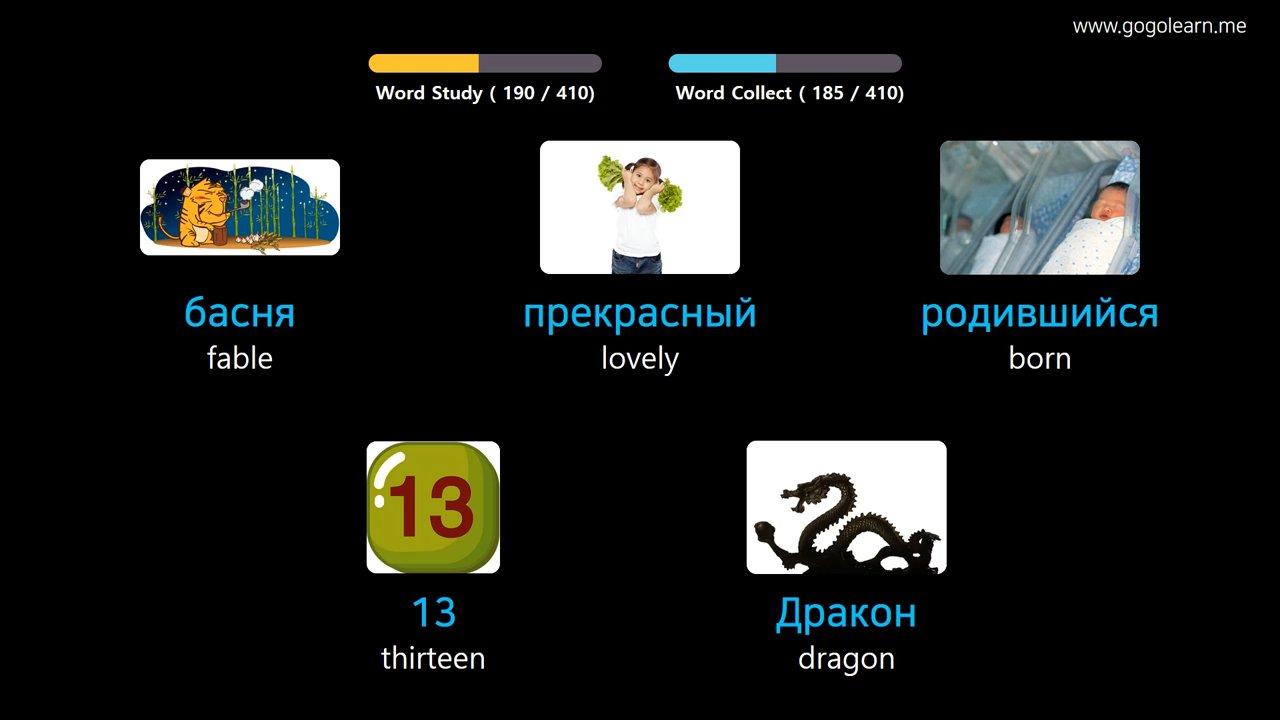 www.gogolearn.me
Word Study ( 190 / 410)
Word Collect ( 185 / 410)
басня
fable
прекрасный
lovely
родившийся
born
13
13
thirteen
Дракон
dragon